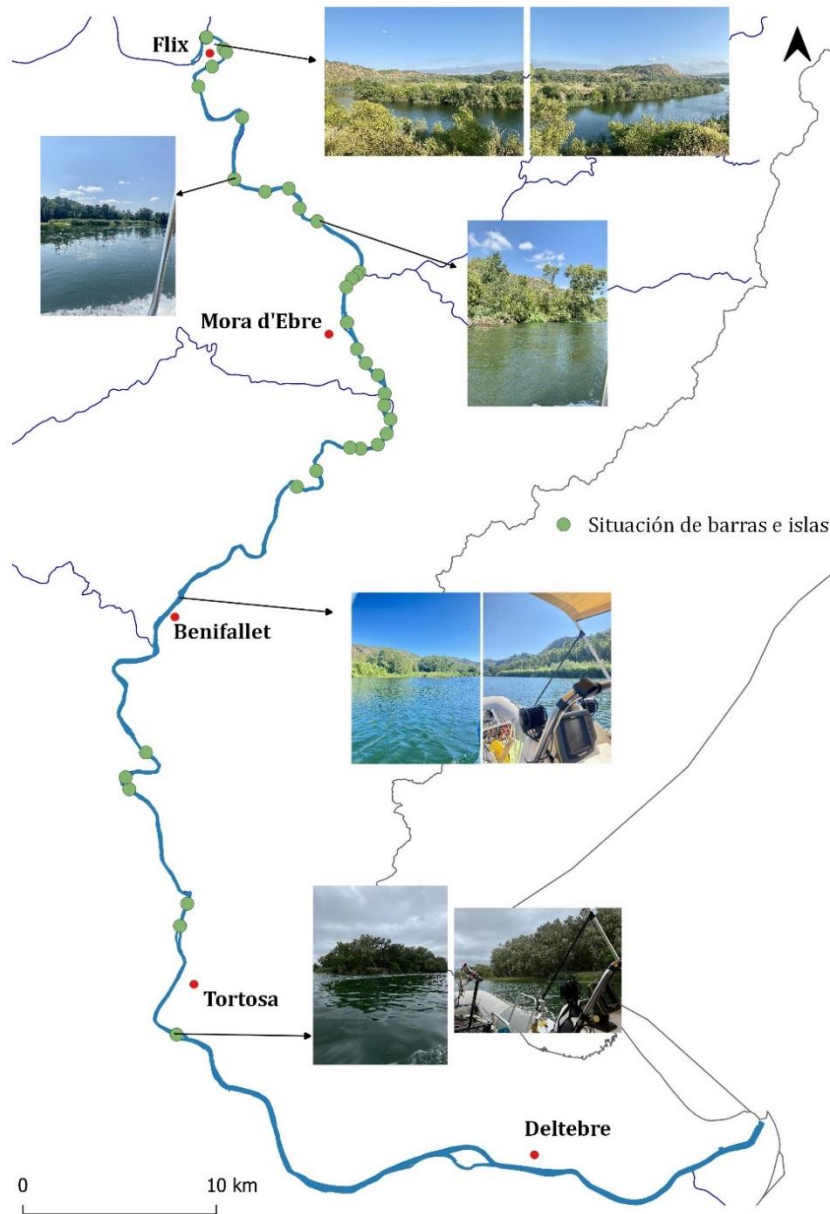 Flix
Mora d'Ebre
Situación de barras e islas
Benifallet
Tortosa
Deltebre
0 10 km